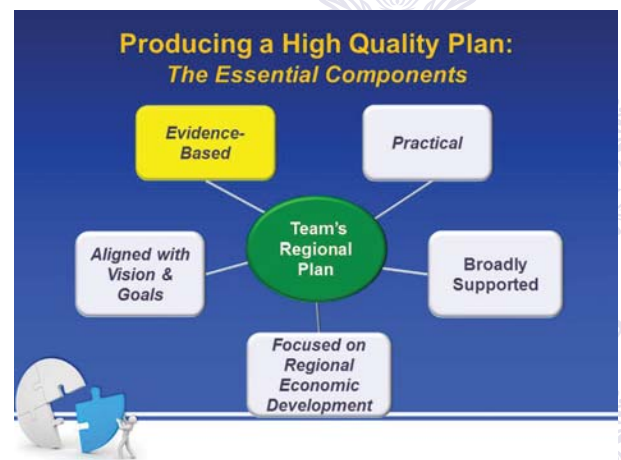 Producing a High Quality Plan:
The Essential Components
Evidence-
Based
Practical
Team's
Regional
Plan
Aligned with
Vision &
Goals
Broadly
Supported
Focused on
Regional
Economic
Development